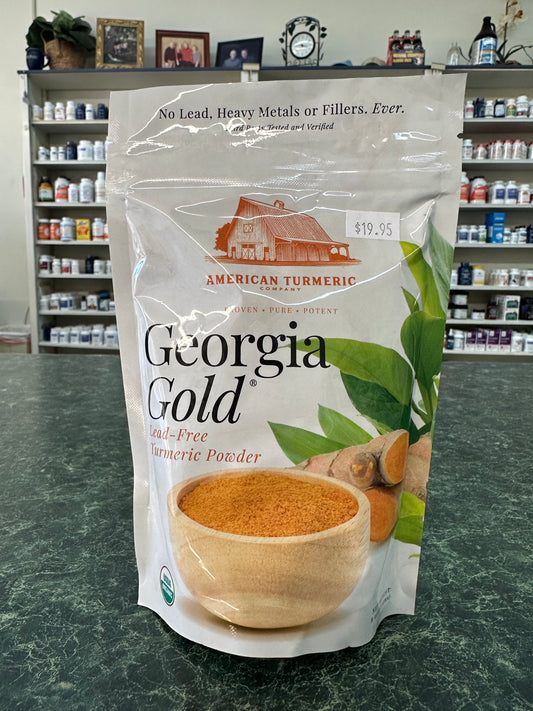 No Lead, Heavy Metals or Fillers. Ever.
Tested and Verified
$19.95
AMERICAN TURMERIC
COMPANY
PROVEN • PURE • POTENT
Georgia
Gold®
Lead-Free
Turmeric Powder